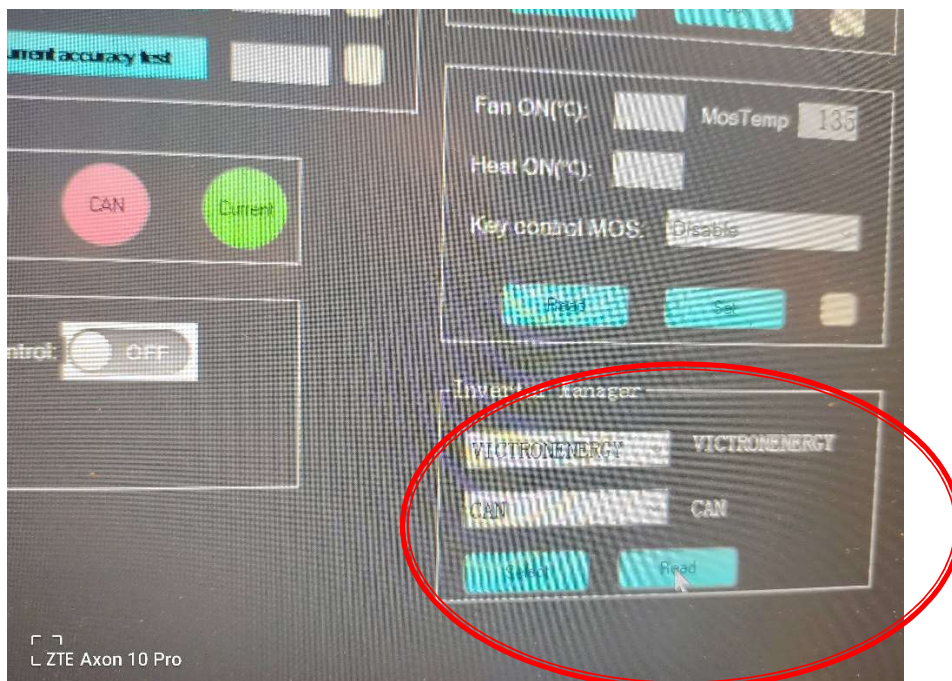 accuracy test
Fan ON(℃):
MosTemp 135
Heat ON(℃):
CAN
Current
Key control MOS: Disable
Read Set
OFF
Inverter Manager
VICTRONENERGY VICTRONENERGY
CAN CAN
Select Read
ZTE Axon 10 Pro